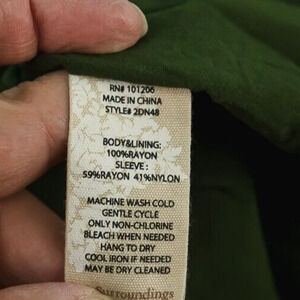 RN# 101206
MADE IN CHINA
STYLE# 2DN48
BODY&LINING:
100%RAYON
SLEEVE :
59%RAYON 41%NYLON
MACHINE WASH COLD
GENTLE CYCLE
ONLY NON-CHLORINE
BLEACH WHEN NEEDED
HANG TO DRY
COOL IRON IF NEEDED
MAY BE DRY CLEANED
Surroundings